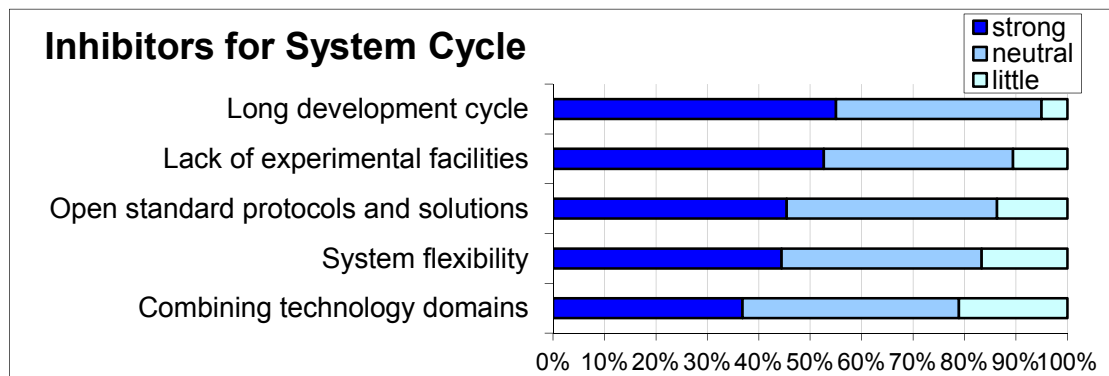 Inhibitors for System Cycle
strong
neutral
little
Long development cycle
Lack of experimental facilities
Open standard protocols and solutions
System flexibility
Combining technology domains
0% 10% 20% 30% 40% 50% 60% 70% 80% 90% 100%